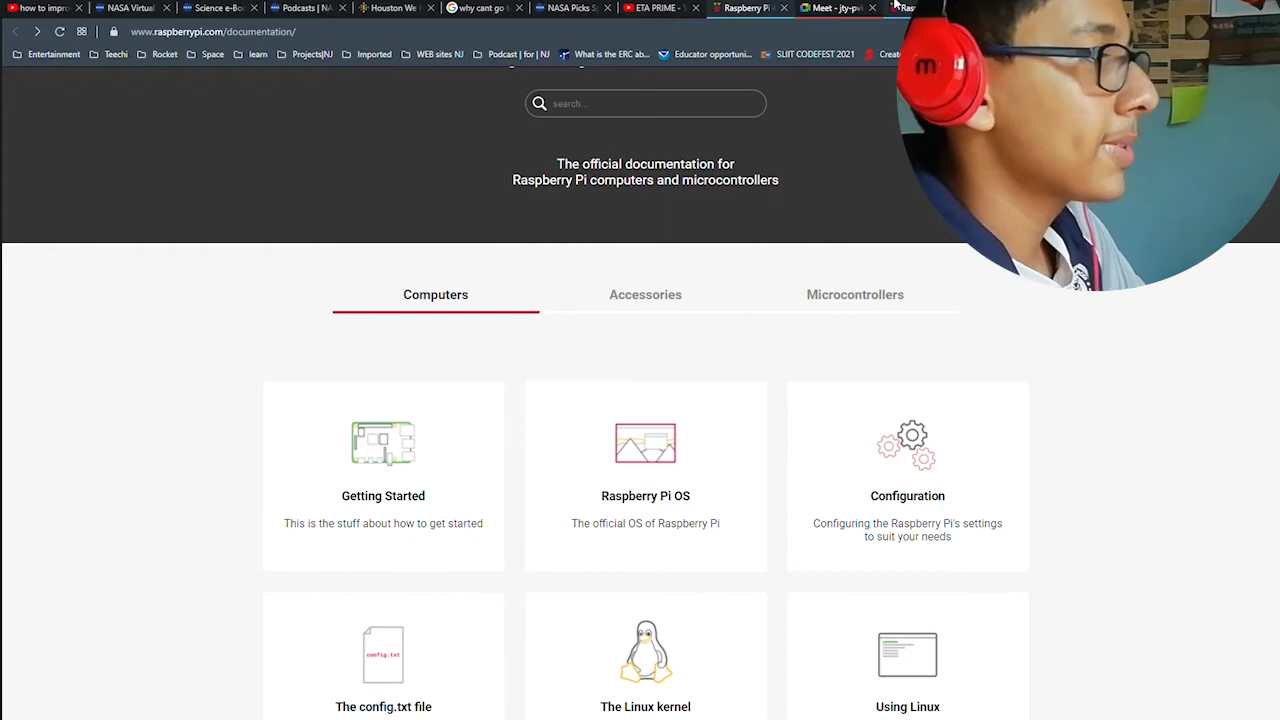 how to impro
NASA Virtual
Science e-Bo
Podcasts | NA
Houston We
why cant go t
NASA Picks Sp
ETA PRIME - Y
Raspberry Pi
Meet - jty-pvk
Ras
www.raspberrypi.com/documentation/
Entertainment
Teechi
Rocket
Space
learn
Projects|NJ
Imported
WEB sites NJ
Podcast | for | NJ
What is the ERC ab...
Educator opportuni...
SLIIT CODEFEST 2021
Create
search...
The official documentation for
Raspberry Pi computers and microcontrollers
Computers
Accessories
Microcontrollers
Getting Started
This is the stuff about how to get started
Raspberry Pi OS
The official OS of Raspberry Pi
Configuration
Configuring the Raspberry Pi's settings
to suit your needs
config.txt
The config.txt file
The Linux kernel
Using Linux